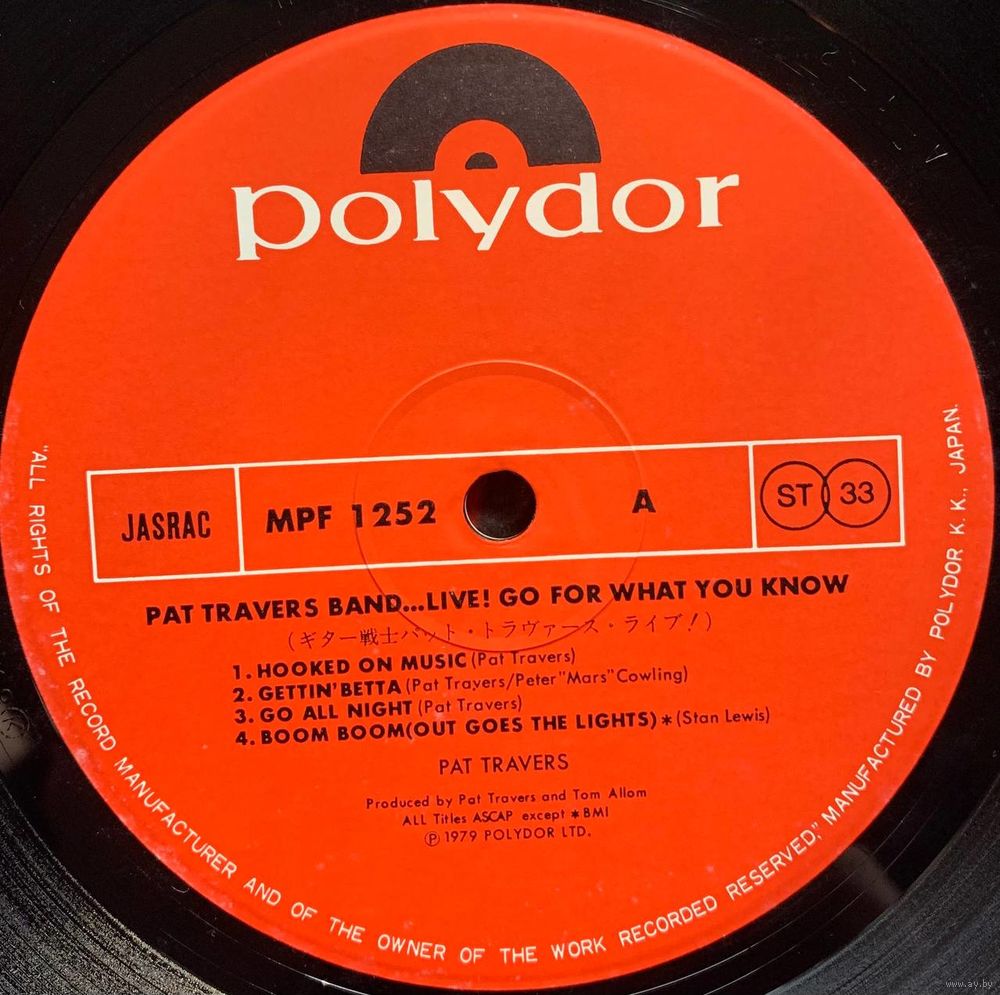 polydor
JASRAC
MPF 1252
A
ST 33
PAT TRAVERS BAND...LIVE! GO FOR WHAT YOU KNOW
(ギター戦士パット・トラヴァース・ライブ!)
1. HOOKED ON MUSIC (Pat Travers)
2. GETTIN' BETTA (Pat Travers/Peter "Mars" Cowling)
3. GO ALL NIGHT (Pat Travers)
4. BOOM BOOM(OUT GOES THE LIGHTS)* (Stan Lewis)
PAT TRAVERS
Produced by Pat Travers and Tom Allom
ALL Titles ASCAP except *BMI
℗ 1979 POLYDOR LTD.
"ALL RIGHTS OF THE RECORD MANUFACTURER AND OF THE OWNER OF THE WORK RECORDED RESERVED," MANUFACTURED BY POLYDOR K. K., JAPAN.
www.ay.by